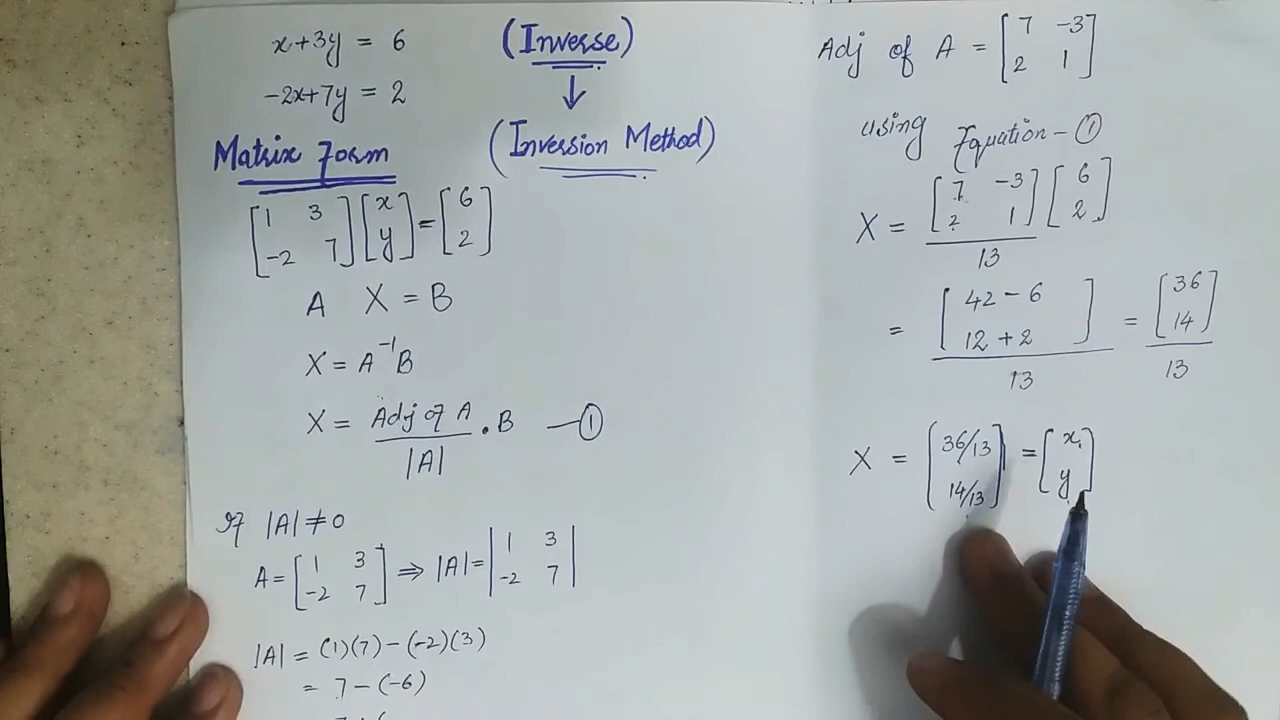 x+3y = 6
-2x+7y = 2
(Inverse)
↓
(Inversion Method)
Matrix Form
[1 3
-2 7] [x
y] = [6
2]
A X = B
X = A⁻¹B
X = Adj of A / |A| . B —①
If |A| ≠ 0
A = [1 3
-2 7] ⇒ |A| = |1 3
-2 7|
|A| = (1)(7) - (-2)(3)
= 7 - (-6)
Adj of A = [7 -3
2 1]
using Equation - ①
X = [7 -3
2 1] [6
2]
13
= [42 - 6
12 + 2] = [36
14]
13 13
X = [36/13
14/13] = [x
y]